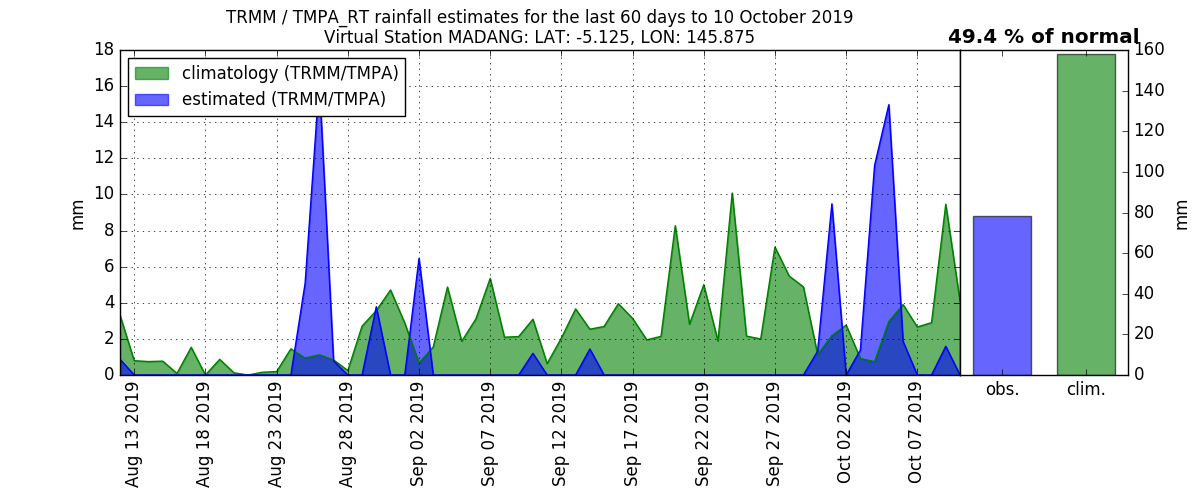 TRMM / TMPA_RT rainfall estimates for the last 60 days to 10 October 2019
Virtual Station MADANG: LAT: -5.125, LON: 145.875
49.4 % of normal
climatology (TRMM/TMPA)
estimated (TRMM/TMPA)
18
16
14
12
10
8
6
4
2
0
mm
Aug 13 2019
Aug 18 2019
Aug 23 2019
Aug 28 2019
Sep 02 2019
Sep 07 2019
Sep 12 2019
Sep 17 2019
Sep 22 2019
Sep 27 2019
Oct 02 2019
Oct 07 2019
obs.
clim.
160
140
120
100
80
60
40
20
0
mm